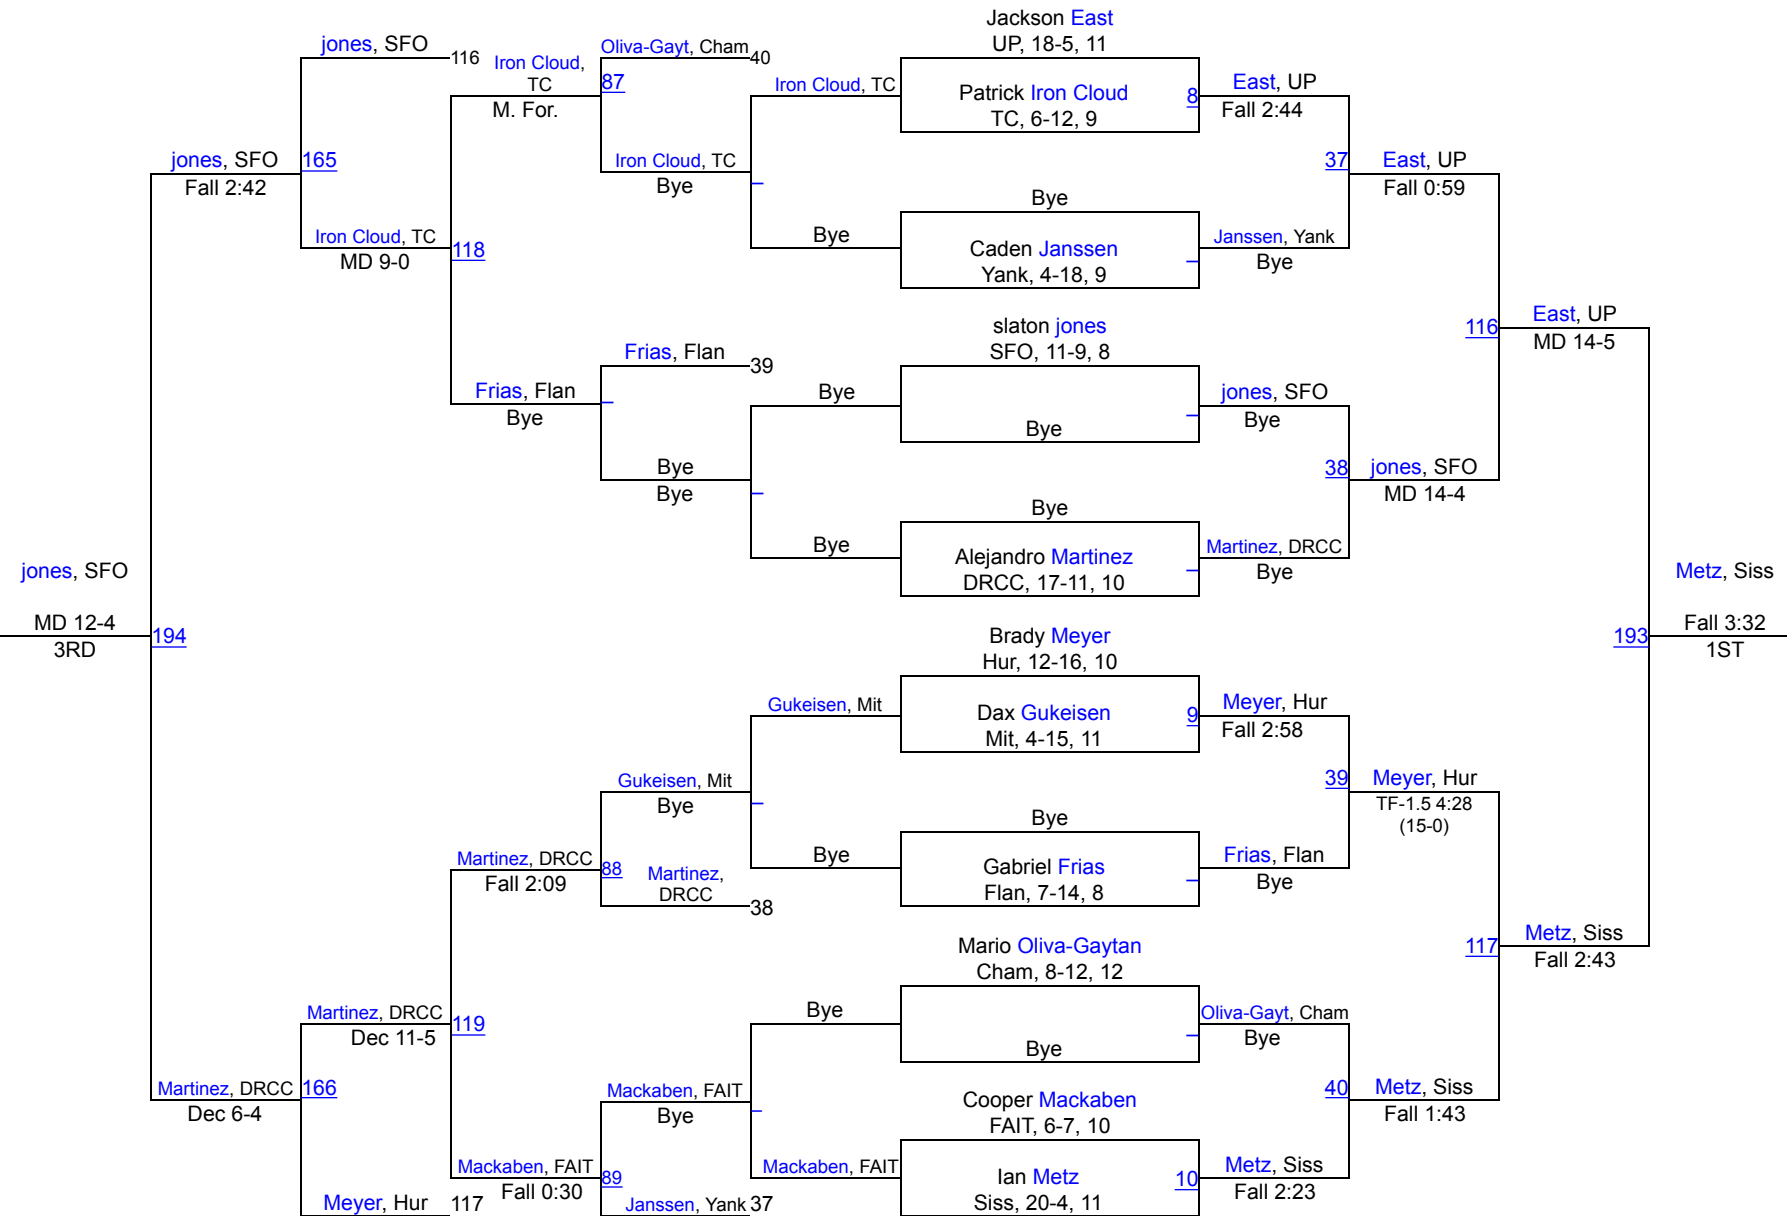 Jackson East
UP, 18-5, 11
jones, SFO
116
Iron Cloud,
TC
M. For.
Oliva-Gayt, Cham
40
87
Iron Cloud, TC
Patrick Iron Cloud
TC, 6-12, 9
8
East, UP
Fall 2:44
jones, SFO
Fall 2:42
165
Iron Cloud, TC
Bye
37
East, UP
Fall 0:59
Bye
Iron Cloud, TC
MD 9-0
118
Bye
Caden Janssen
Yank, 4-18, 9
Janssen, Yank
Bye
116
East, UP
MD 14-5
slaton jones
SFO, 11-9, 8
Frias, Flan
39
Frias, Flan
Bye
Bye
Bye
jones, SFO
Bye
Bye
Bye
38
jones, SFO
MD 14-4
Bye
Bye
Alejandro Martinez
DRCC, 17-11, 10
Martinez, DRCC
Bye
jones, SFO
MD 12-4
3RD
194
Metz, Siss
193
Fall 3:32
1ST
Brady Meyer
Hur, 12-16, 10
Gukeisen, Mit
Dax Gukeisen
Mit, 4-15, 11
9
Meyer, Hur
Fall 2:58
Gukeisen, Mit
Bye
39
Meyer, Hur
TF-1.5 4:28
(15-0)
Bye
Bye
Martinez, DRCC
Fall 2:09
88
Martinez,
DRCC
38
Gabriel Frias
Flan, 7-14, 8
Frias, Flan
Bye
117
Metz, Siss
Fall 2:43
Mario Oliva-Gaytan
Cham, 8-12, 12
Martinez, DRCC
Dec 11-5
119
Bye
Bye
Oliva-Gayt, Cham
Bye
Martinez, DRCC
Dec 6-4
166
Mackaben, FAIT
Bye
Cooper Mackaben
FAIT, 6-7, 10
40
Metz, Siss
Fall 1:43
Mackaben, FAIT
Fall 0:30
89
Mackaben, FAIT
Ian Metz
Siss, 20-4, 11
10
Metz, Siss
Fall 2:23
Meyer, Hur
117
Janssen, Yank
37